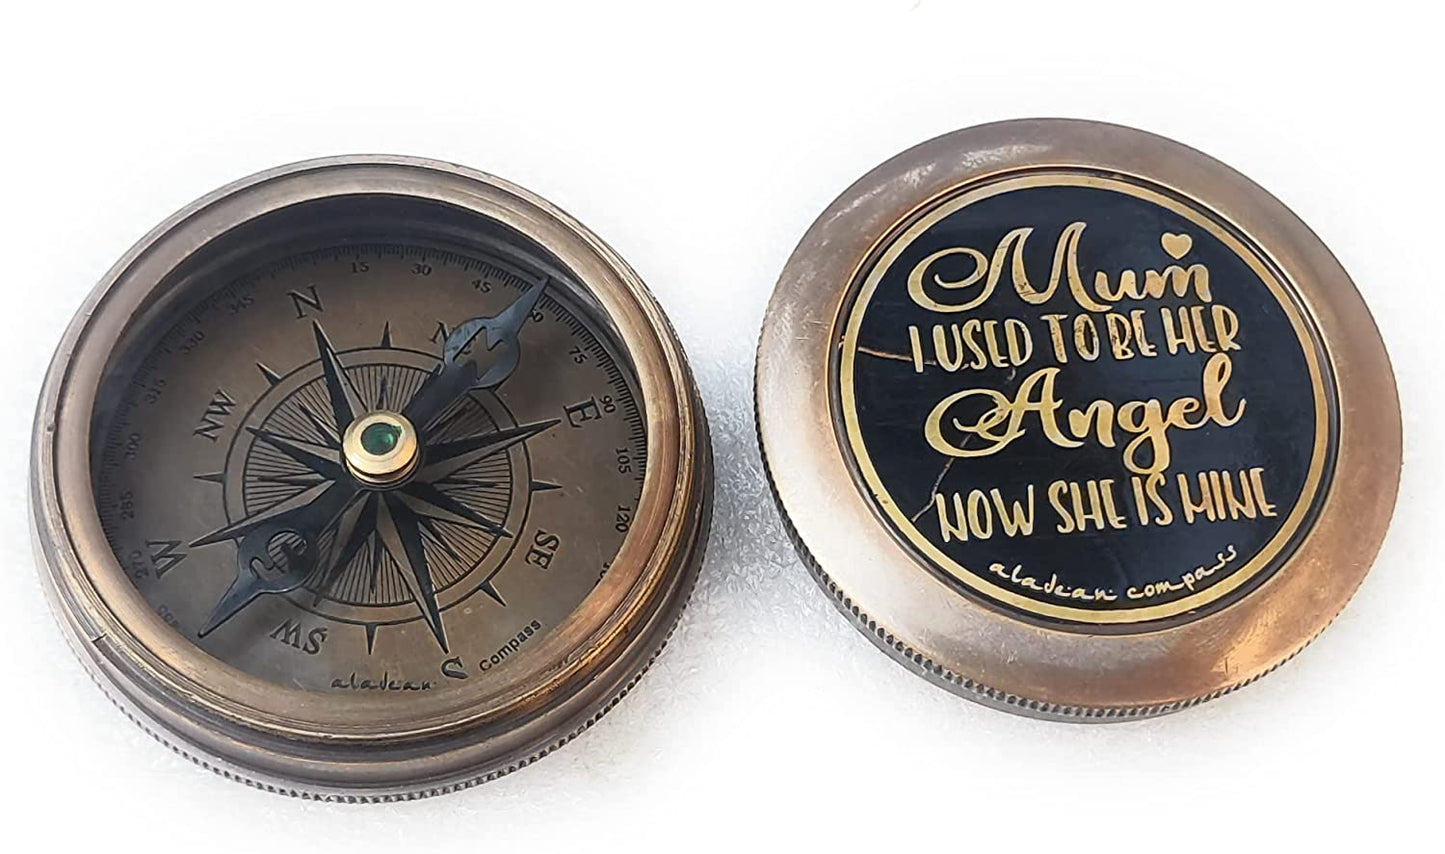 N
NE
E
SE
S
SW
W
NW
15
30
45
60
75
90
105
120
270
285
300
315
330
345
aladean
Compass
Mum
I USED TO BE HER
Angel
NOW SHE IS MINE
aladean compass